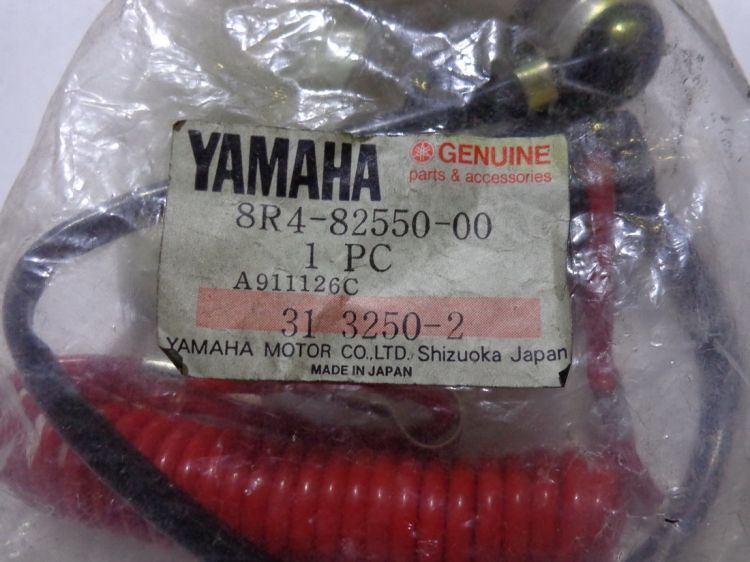 YAMAHA GENUINE
parts & accessories
8R4-82550-00
1 PC
A911126C
31 3250-2
YAMAHA MOTOR CO.,LTD. Shizuoka Japan
MADE IN JAPAN